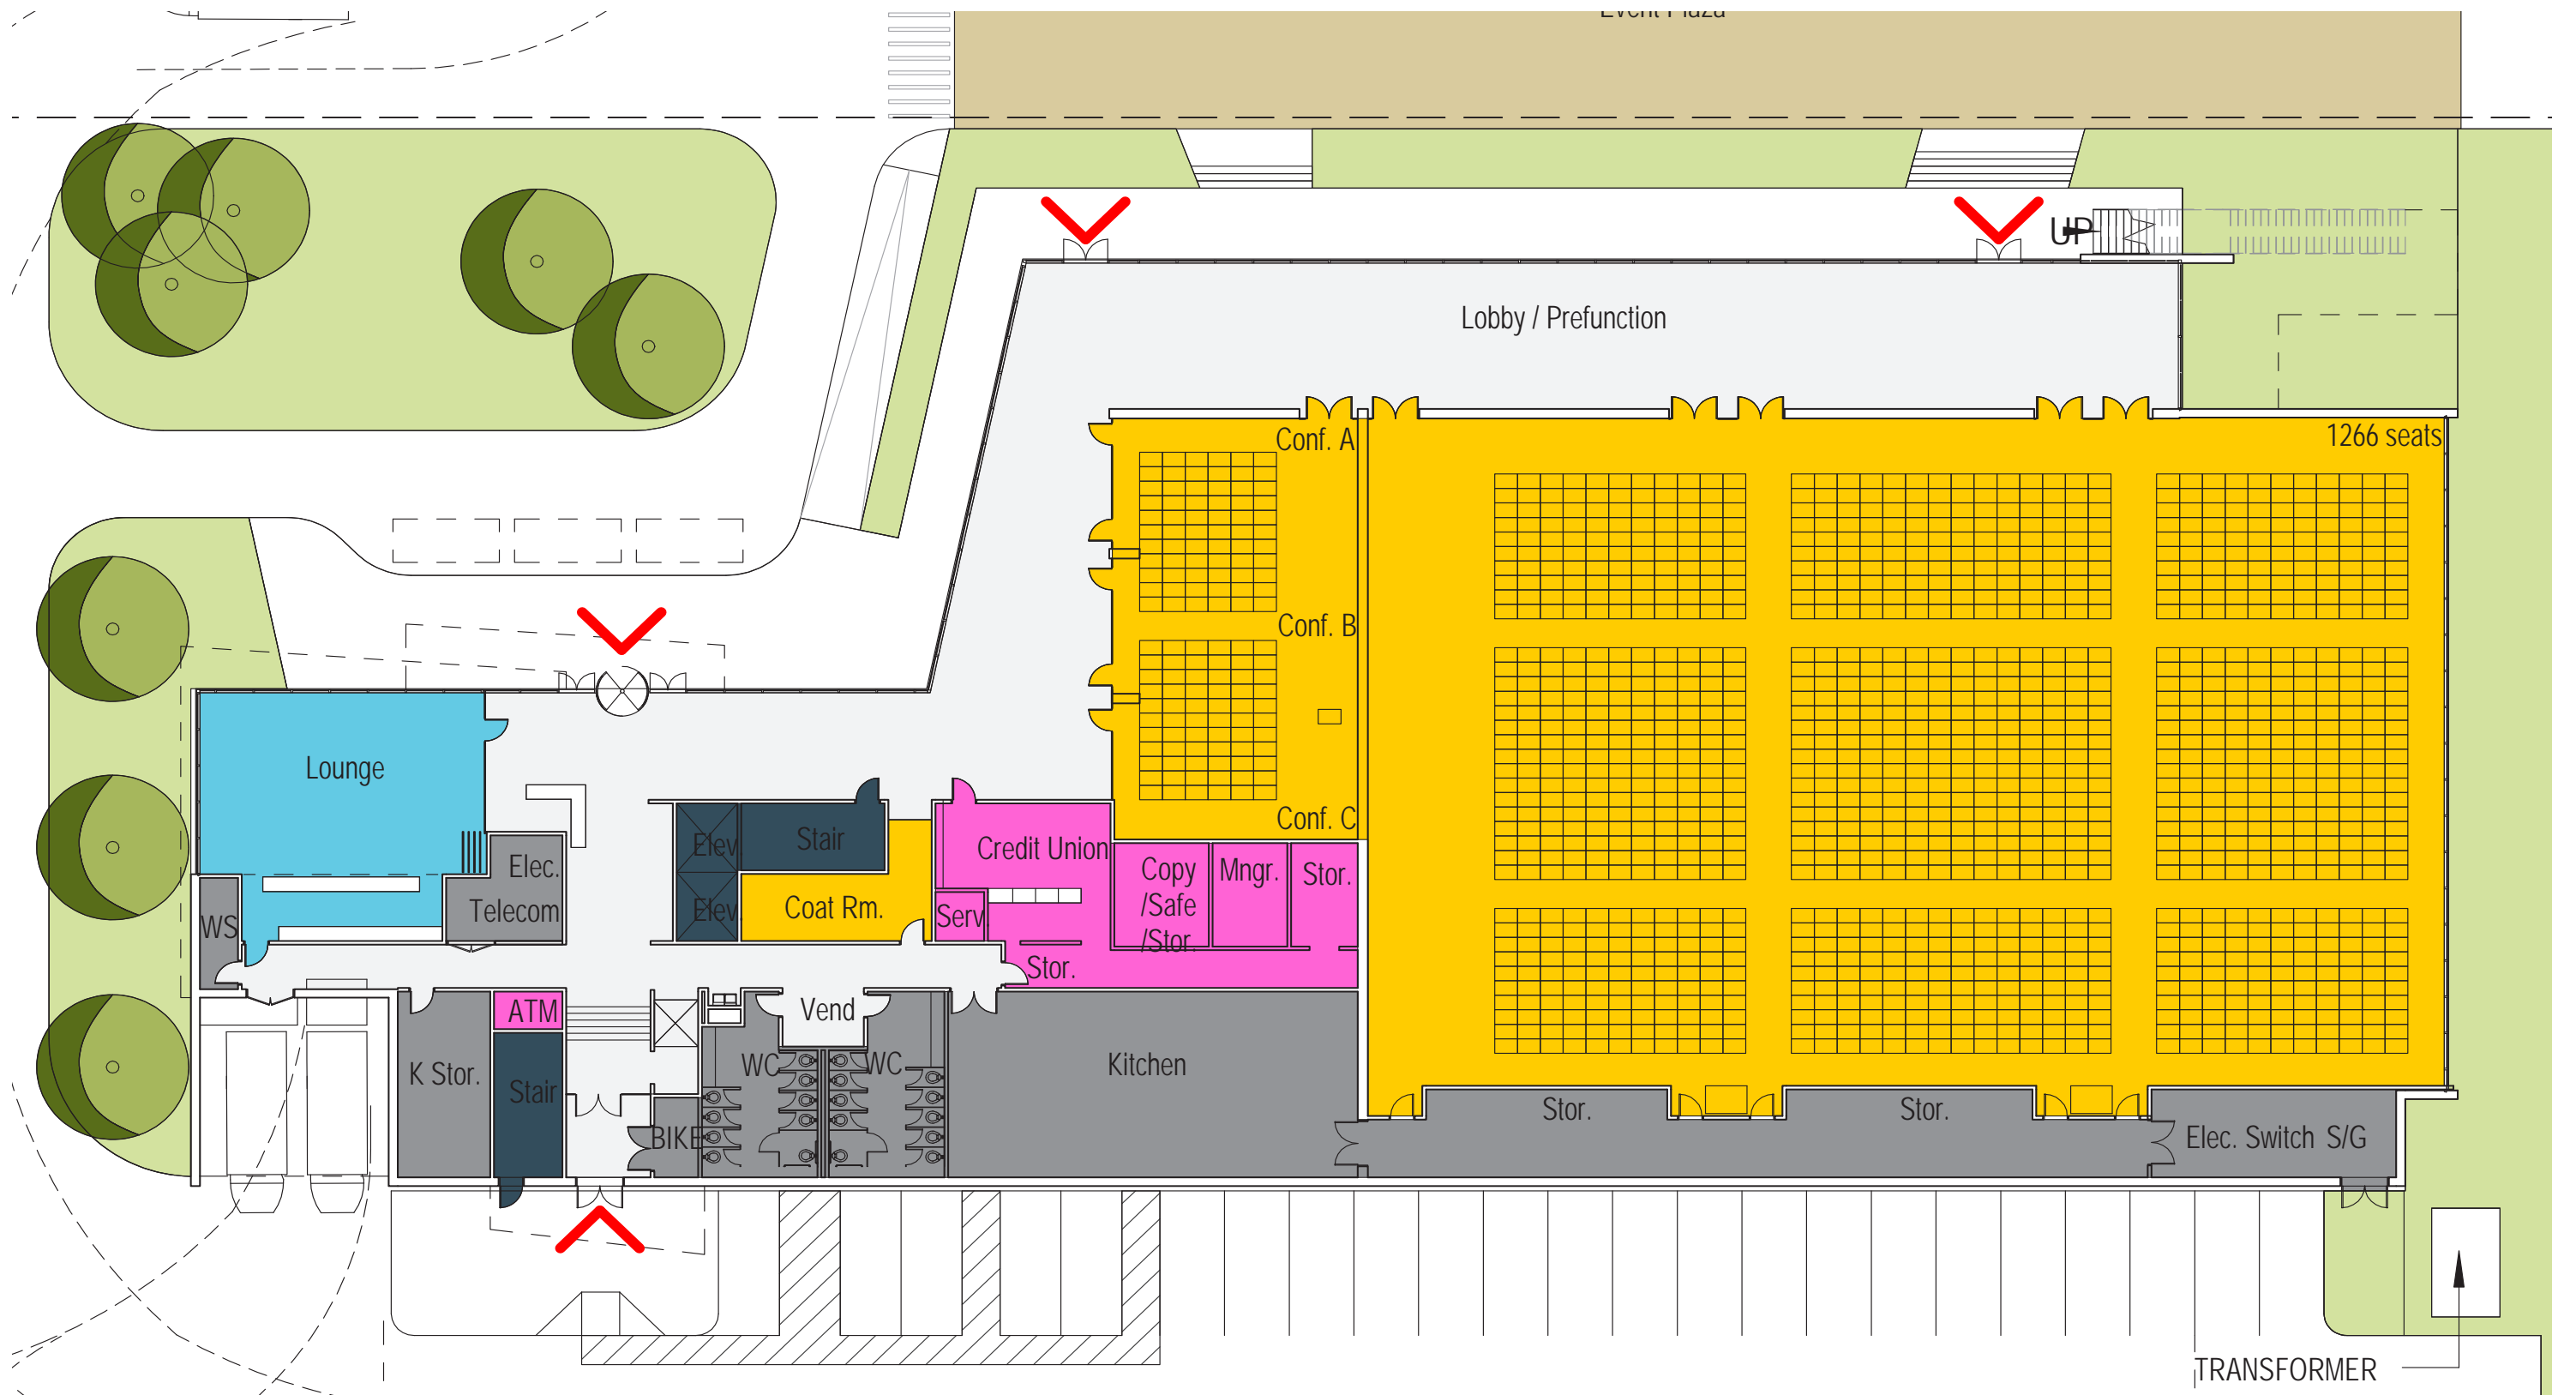 Event Plaza
UP
Lobby / Prefunction
Conf. A
1266 seats
Conf. B
Lounge
Conf. C
Elev.
Stair
Credit Union
Elec.
Copy
/Safe
/Stor.
Mngr.
Stor.
Telecom
Elev.
Coat Rm.
Serv.
WS
Stor.
ATM
Vend
K Stor.
Stair
WC
WC
Kitchen
BIKE
Stor.
Stor.
Elec. Switch S/G
TRANSFORMER